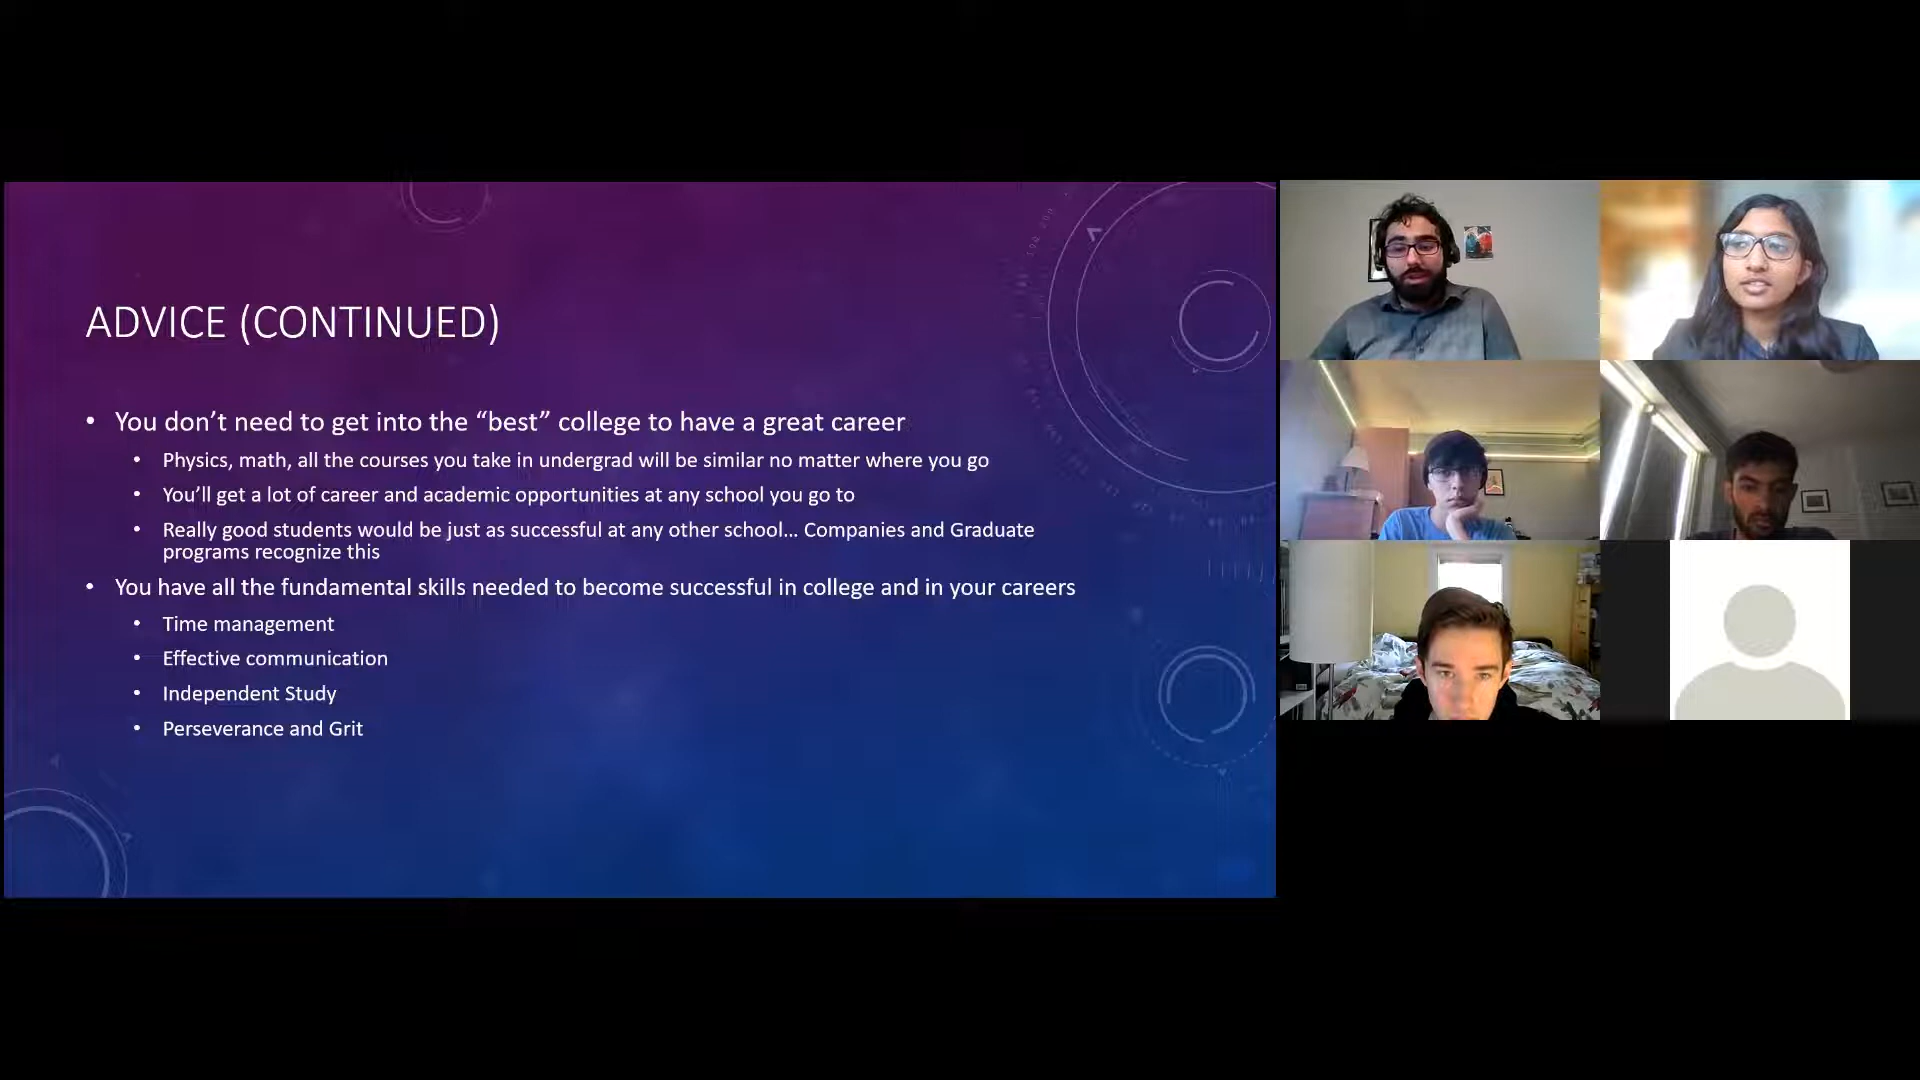 ADVICE (CONTINUED)
• You don’t need to get into the “best” college to have a great career
• Physics, math, all the courses you take in undergrad will be similar no matter where you go
• You’ll get a lot of career and academic opportunities at any school you go to
• Really good students would be just as successful at any other school... Companies and Graduate
programs recognize this
• You have all the fundamental skills needed to become successful in college and in your careers
• Time management
• Effective communication
• Independent Study
• Perseverance and Grit